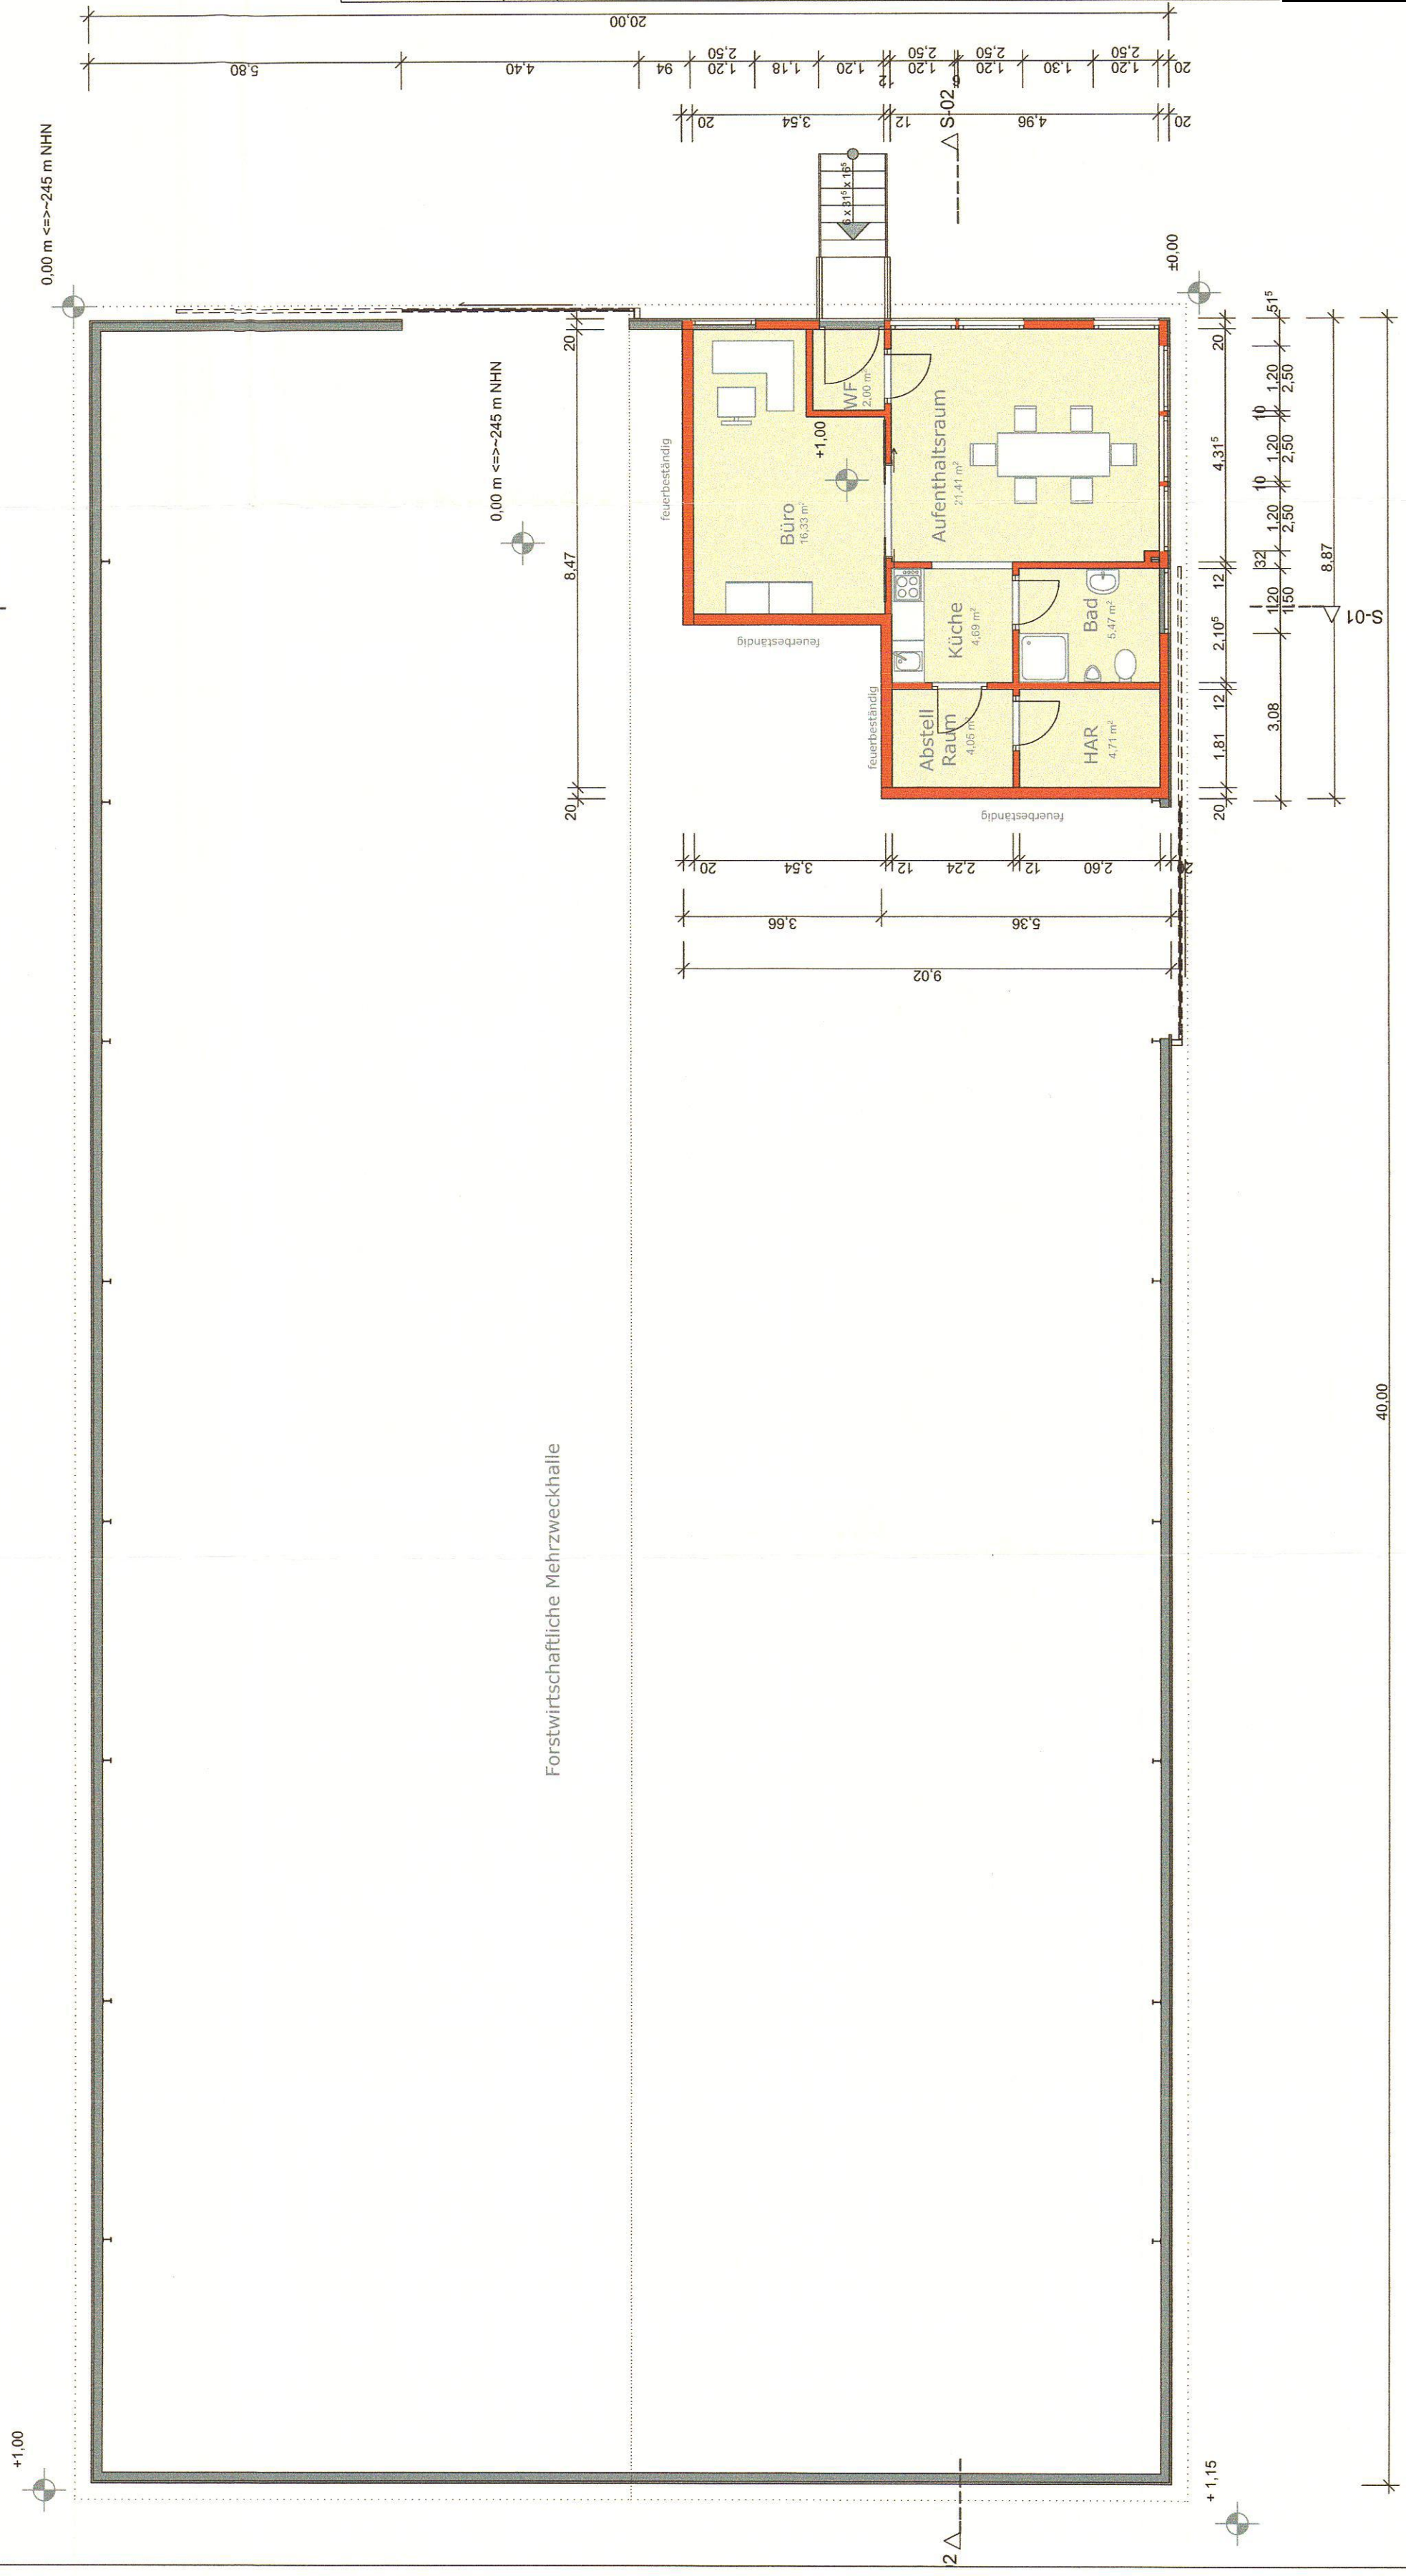 20,00
5,80
4,40
94
1,20
2,50
1,18
1,20
12
1,20
2,50
6
1,20
2,50
1,30
1,20
2,50
20
20
3,54
12
4,96
20
S-02
0,00 m <=>~245 m NHN
6 x 31⁵ x 16⁵
±0,00
0,00 m <=>~245 m NHN
20
8,47
20
feuerbeständig
Büro
16,33 m²
WF
2,00 m²
+1,00
Aufenthaltsraum
21,41 m²
Küche
4,69 m²
Bad
5,47 m²
Abstell
Raum
4,05 m²
HAR
4,71 m²
feuerbeständig
feuerbeständig
feuerbeständig
20
4,31⁵
12
2,10⁵
12
1,81
20
51⁵
1,20
2,50
10
1,20
2,50
10
1,20
2,50
32
1,20
1,50
3,08
8,87
S-01
20
3,54
12
2,24
12
2,60
20
3,66
5,36
9,02
40,00
Forstwirtschaftliche Mehrzweckhalle
+1,00
+ 1,15
2